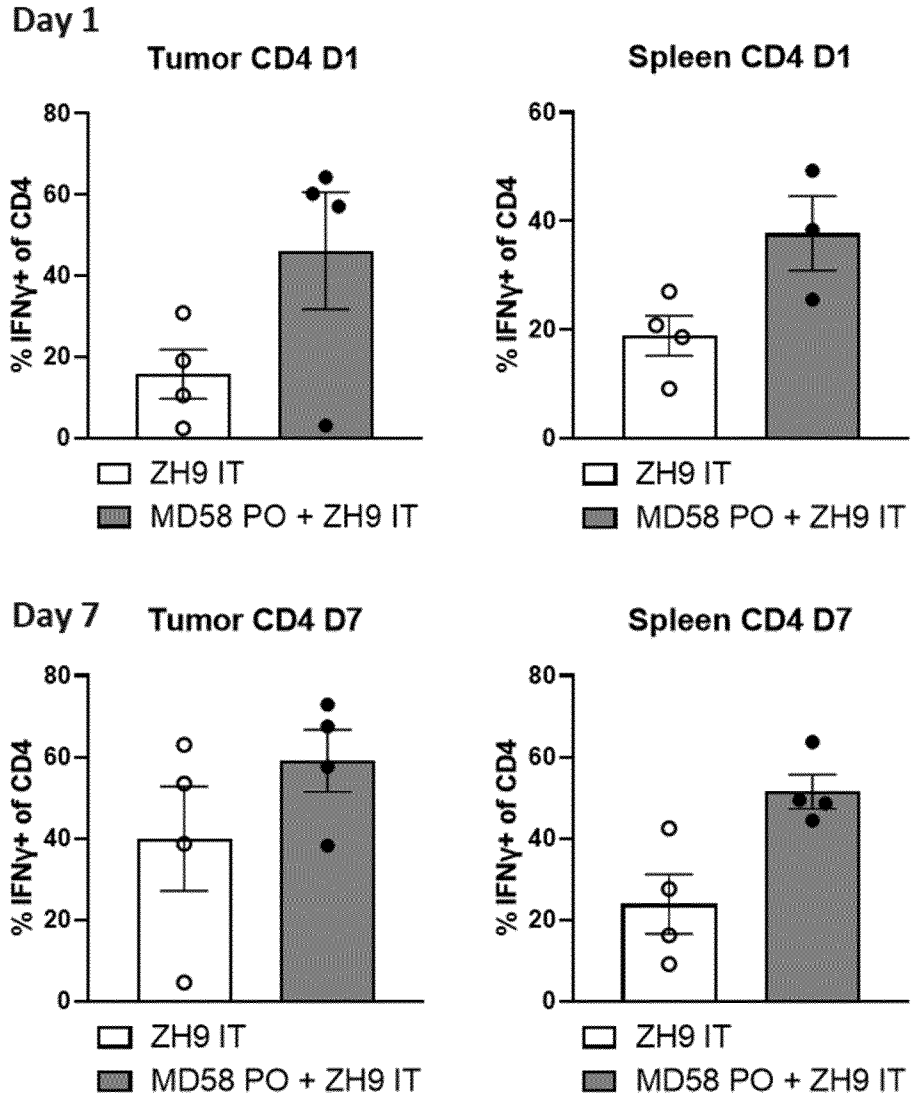 Day 1
Tumor CD4 D1
% IFNγ+ of CD4
80
60
40
20
0
ZH9 IT
MD58 PO + ZH9 IT
Spleen CD4 D1
% IFNγ+ of CD4
60
40
20
0
ZH9 IT
MD58 PO + ZH9 IT
Day 7
Tumor CD4 D7
% IFNγ+ of CD4
80
60
40
20
0
ZH9 IT
MD58 PO + ZH9 IT
Spleen CD4 D7
% IFNγ+ of CD4
80
60
40
20
0
ZH9 IT
MD58 PO + ZH9 IT